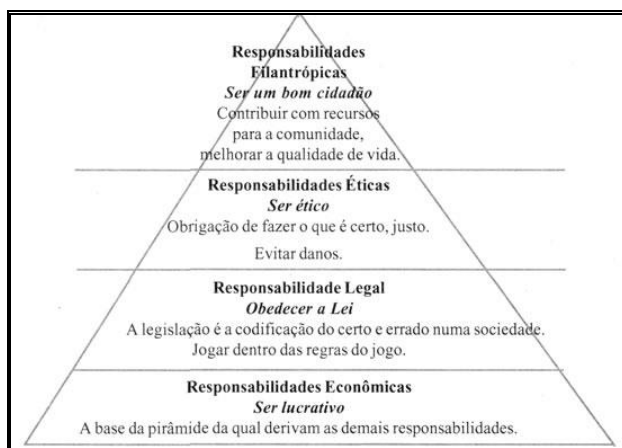 Responsabilidades
Filantrópicas
Ser um bom cidadão
Contribuir com recursos
para a comunidade,
melhorar a qualidade de vida.
Responsabilidades Éticas
Ser ético
Obrigação de fazer o que é certo, justo.
Evitar danos.
Responsabilidade Legal
Obedecer a Lei
A legislação é a codificação do certo e errado numa sociedade.
Jogar dentro das regras do jogo.
Responsabilidades Econômicas
Ser lucrativo
A base da pirâmide da qual derivam as demais responsabilidades.